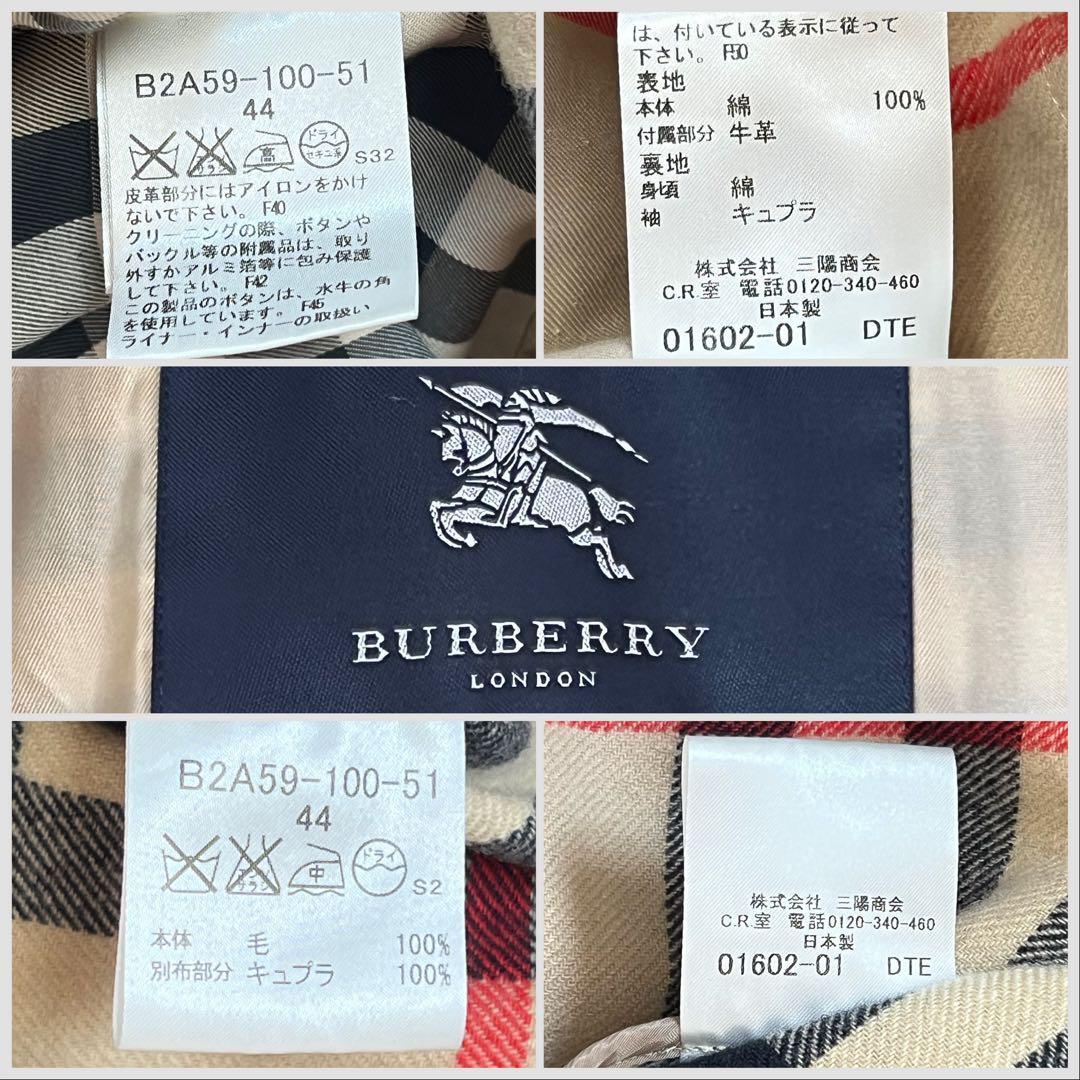 B2A59-100-51
44
サラシ
高
ドライ
セキユ系
S32
皮革部分にはアイロンをかけ
ないで下さい。 F40
クリーニングの際、ボタンや
バックル等の附属品は、取り
外すかアルミ箔等に包み保護
して下さい。 F42
この製品のボタンは、水牛の角
を使用しています。 F45
ライナー・インナーの取扱い
は、付いている表示に従って
下さい。 F50
表地
本体 綿 100%
付属部分 牛革
裏地
身頃 綿
袖 キュプラ
株式会社 三陽商会
C.R.室 電話0120-340-460
日本製
01602-01 DTE
BURBERRY
LONDON
B2A59-100-51
44
サラシ
中
ドライ
S2
本体 毛 100%
別布部分 キュプラ 100%
株式会社 三陽商会
C.R.室 電話0120-340-460
日本製
01602-01 DTE